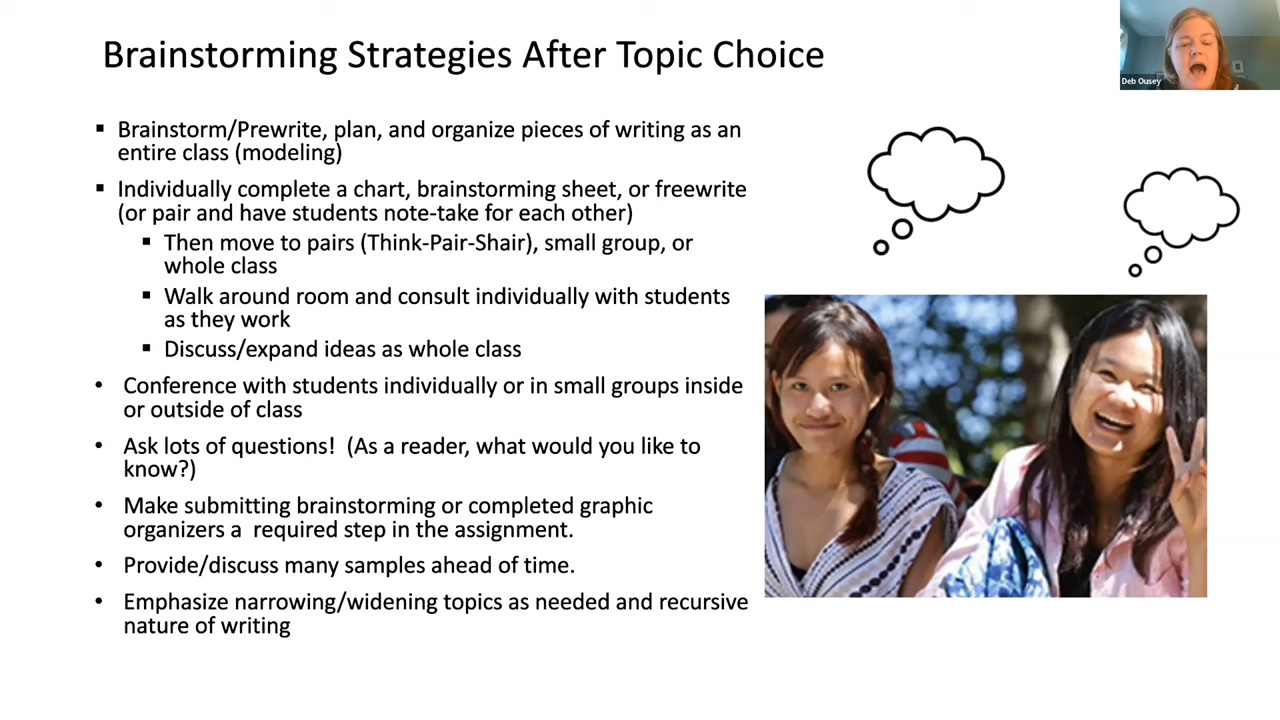 Brainstorming Strategies After Topic Choice
Deb Ousey
▪ Brainstorm/Prewrite, plan, and organize pieces of writing as an
entire class (modeling)
▪ Individually complete a chart, brainstorming sheet, or freewrite
(or pair and have students note-take for each other)
▪ Then move to pairs (Think-Pair-Shair), small group, or
whole class
▪ Walk around room and consult individually with students
as they work
▪ Discuss/expand ideas as whole class
• Conference with students individually or in small groups inside
or outside of class
• Ask lots of questions!  (As a reader, what would you like to
know?)
• Make submitting brainstorming or completed graphic
organizers a  required step in the assignment.
• Provide/discuss many samples ahead of time.
• Emphasize narrowing/widening topics as needed and recursive
nature of writing